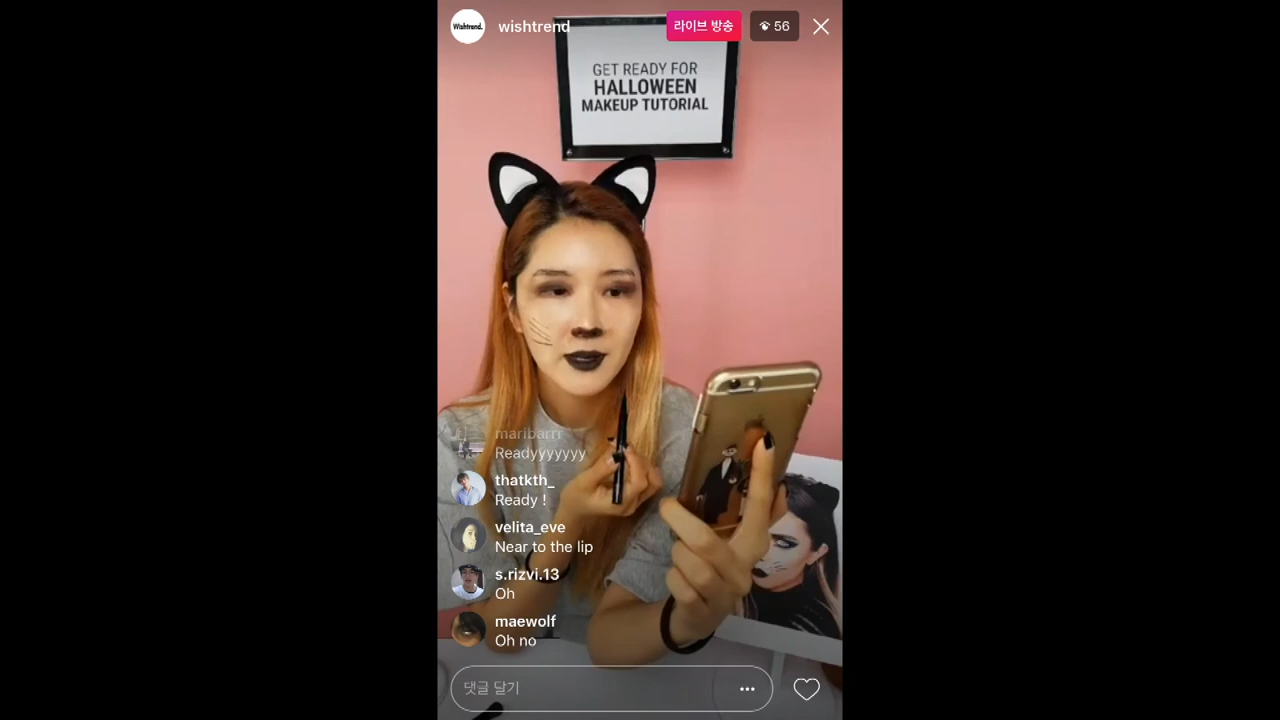 Wishtrend.
wishtrend
라이브 방송
56
GET READY FOR
HALLOWEEN
MAKEUP TUTORIAL
maribarrr
Readyyyyyyy
thatkth_
Ready !
velita_eve
Near to the lip
s.rizvi.13
Oh
maewolf
Oh no
댓글 달기